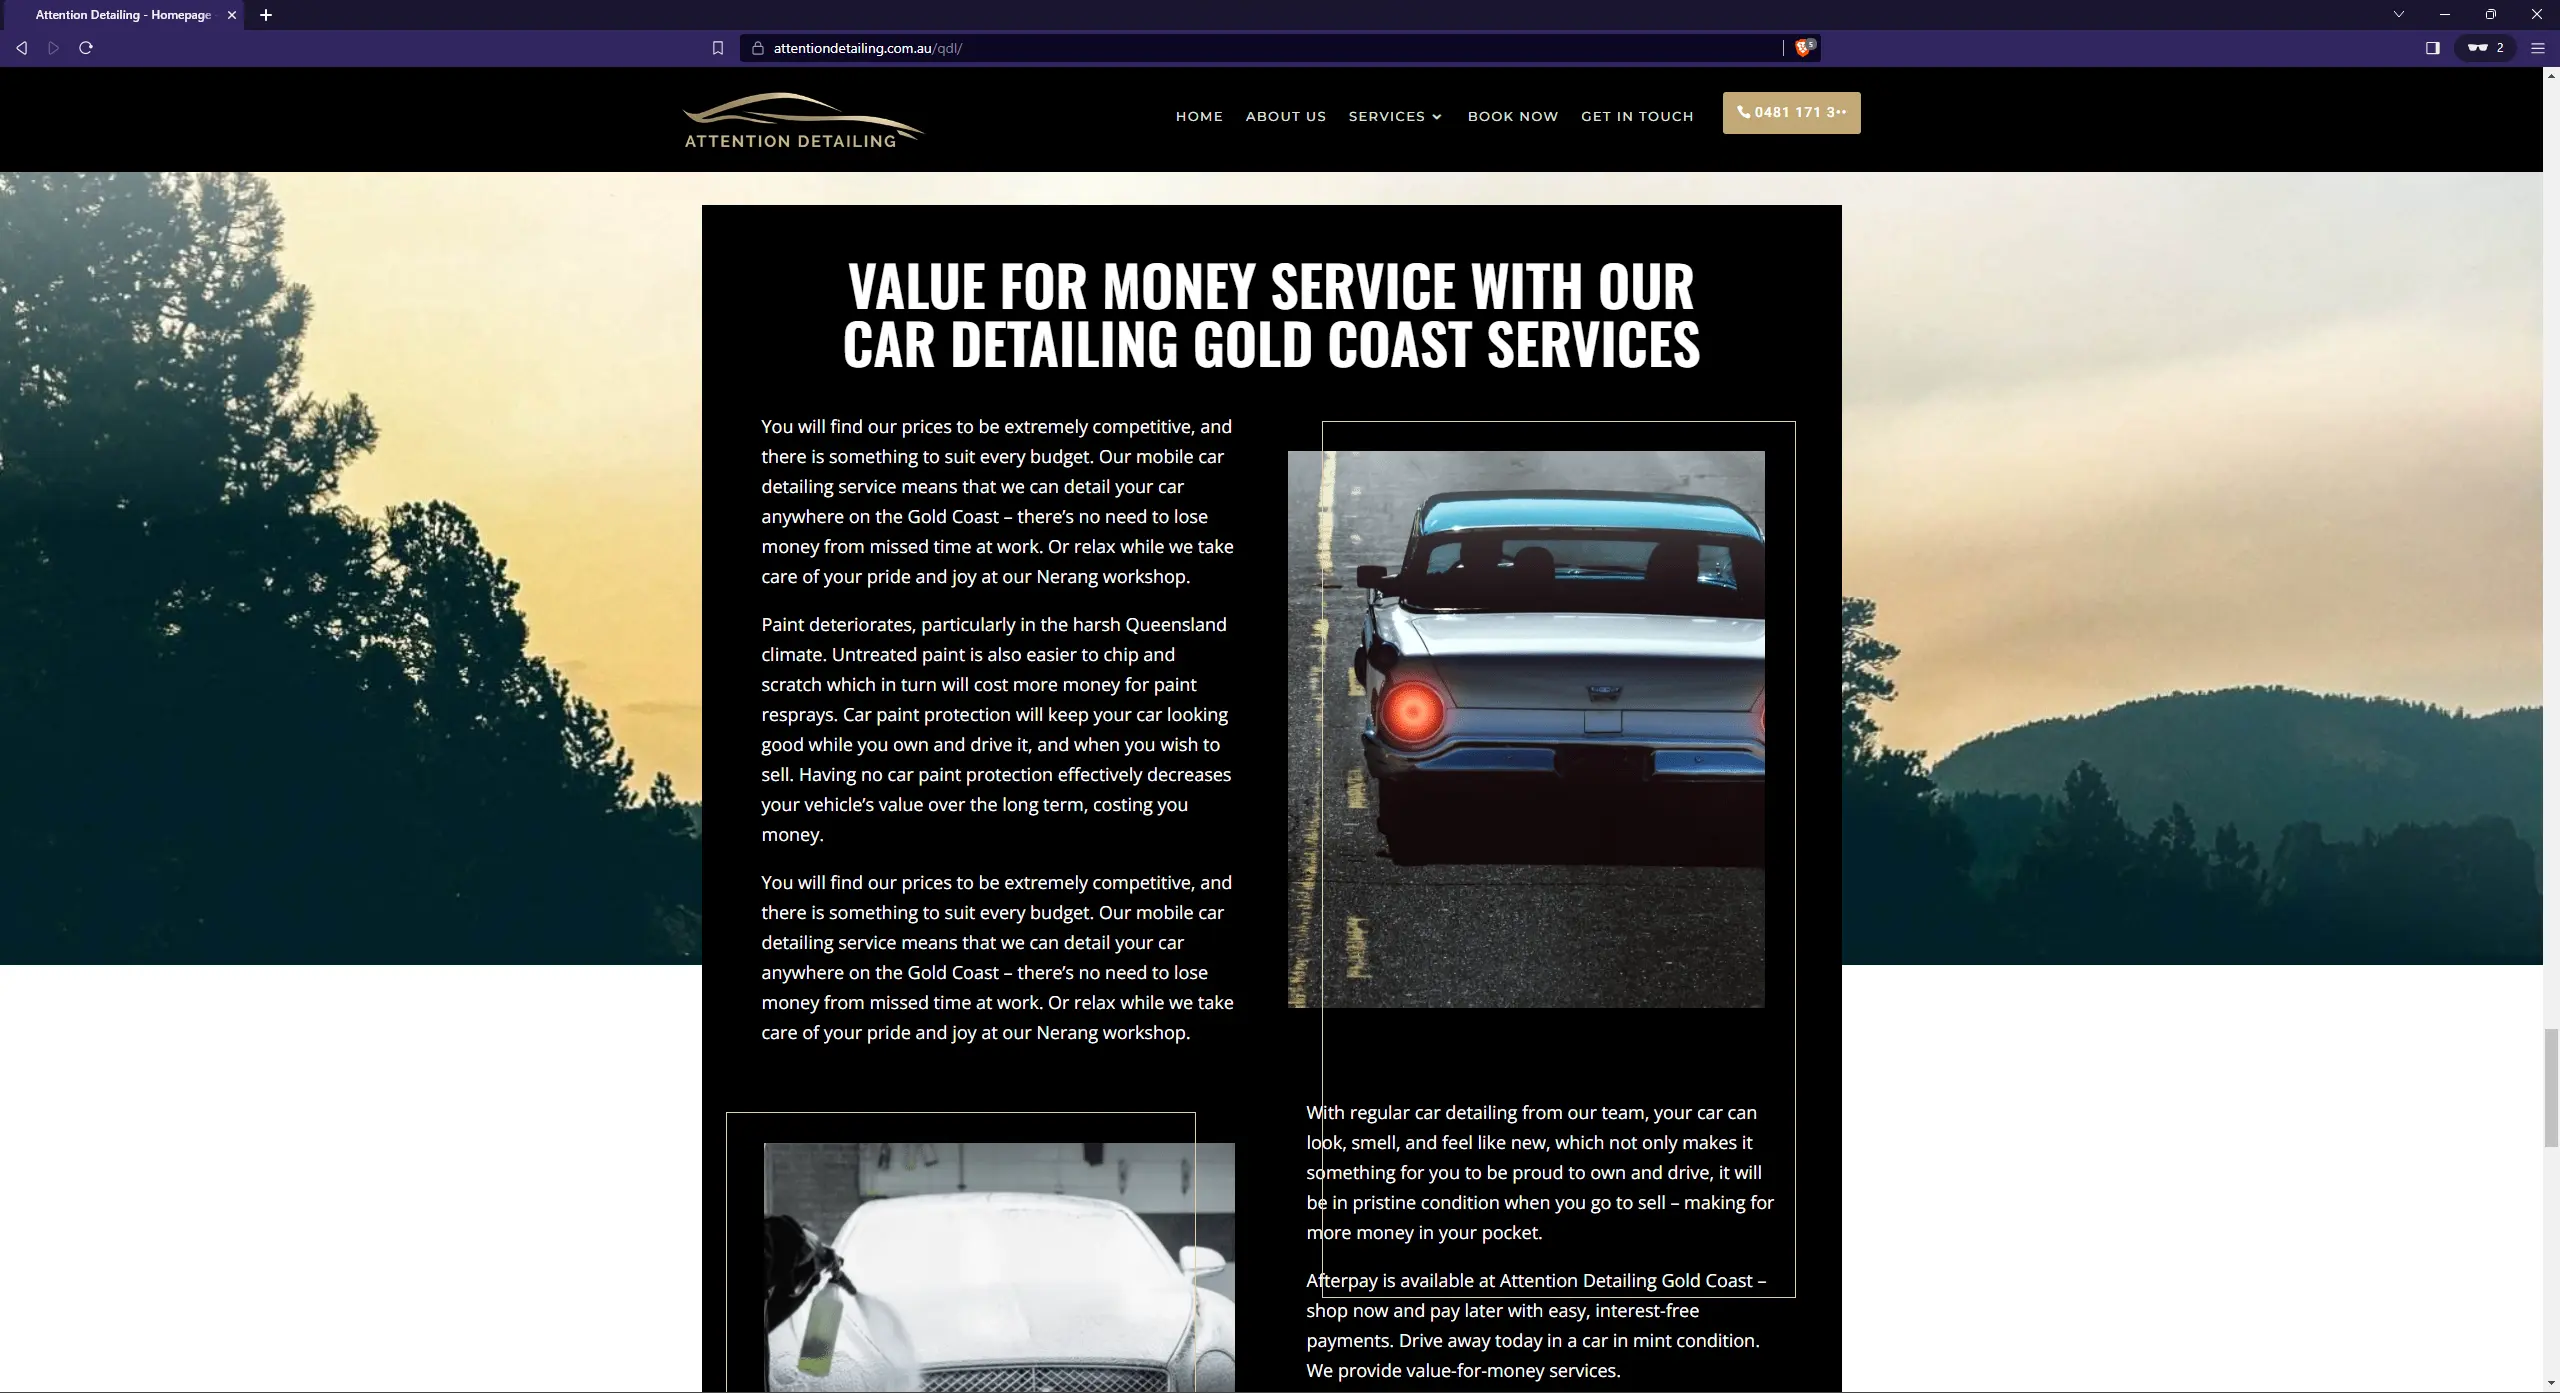 Attention Detailing - Homepage
attentiondetailing.com.au/qdl/
5
2
ATTENTION DETAILING
HOME
ABOUT US
SERVICES
BOOK NOW
GET IN TOUCH
0481 171 3••
VALUE FOR MONEY SERVICE WITH OUR
CAR DETAILING GOLD COAST SERVICES
You will find our prices to be extremely competitive, and
there is something to suit every budget. Our mobile car
detailing service means that we can detail your car
anywhere on the Gold Coast – there’s no need to lose
money from missed time at work. Or relax while we take
care of your pride and joy at our Nerang workshop.
Paint deteriorates, particularly in the harsh Queensland
climate. Untreated paint is also easier to chip and
scratch which in turn will cost more money for paint
resprays. Car paint protection will keep your car looking
good while you own and drive it, and when you wish to
sell. Having no car paint protection effectively decreases
your vehicle’s value over the long term, costing you
money.
You will find our prices to be extremely competitive, and
there is something to suit every budget. Our mobile car
detailing service means that we can detail your car
anywhere on the Gold Coast – there’s no need to lose
money from missed time at work. Or relax while we take
care of your pride and joy at our Nerang workshop.
With regular car detailing from our team, your car can
look, smell, and feel like new, which not only makes it
something for you to be proud to own and drive, it will
be in pristine condition when you go to sell – making for
more money in your pocket.
Afterpay is available at Attention Detailing Gold Coast –
shop now and pay later with easy, interest-free
payments. Drive away today in a car in mint condition.
We provide value-for-money services.